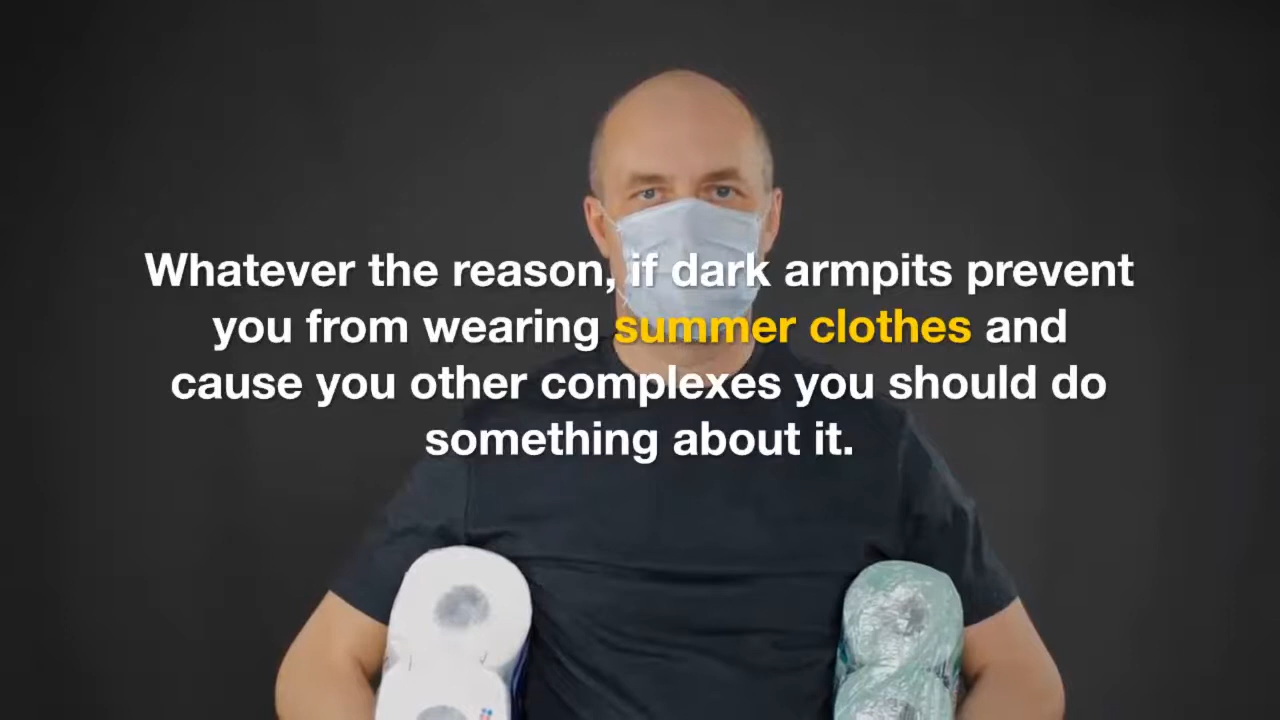 Whatever the reason, if dark armpits prevent
you from wearing summer clothes and
cause you other complexes you should do
something about it.